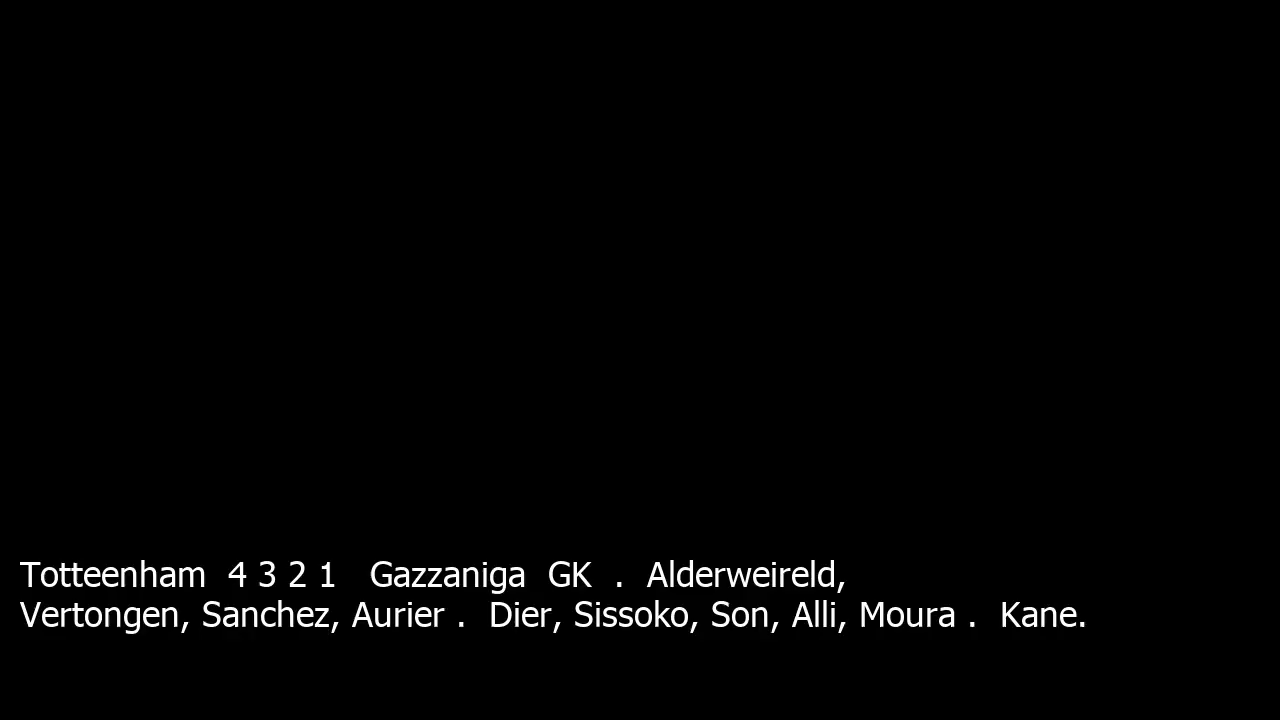 Totteenham  4 3 2 1   Gazzaniga  GK  .  Alderweireld,
Vertongen, Sanchez, Aurier .  Dier, Sissoko, Son, Alli, Moura .  Kane.